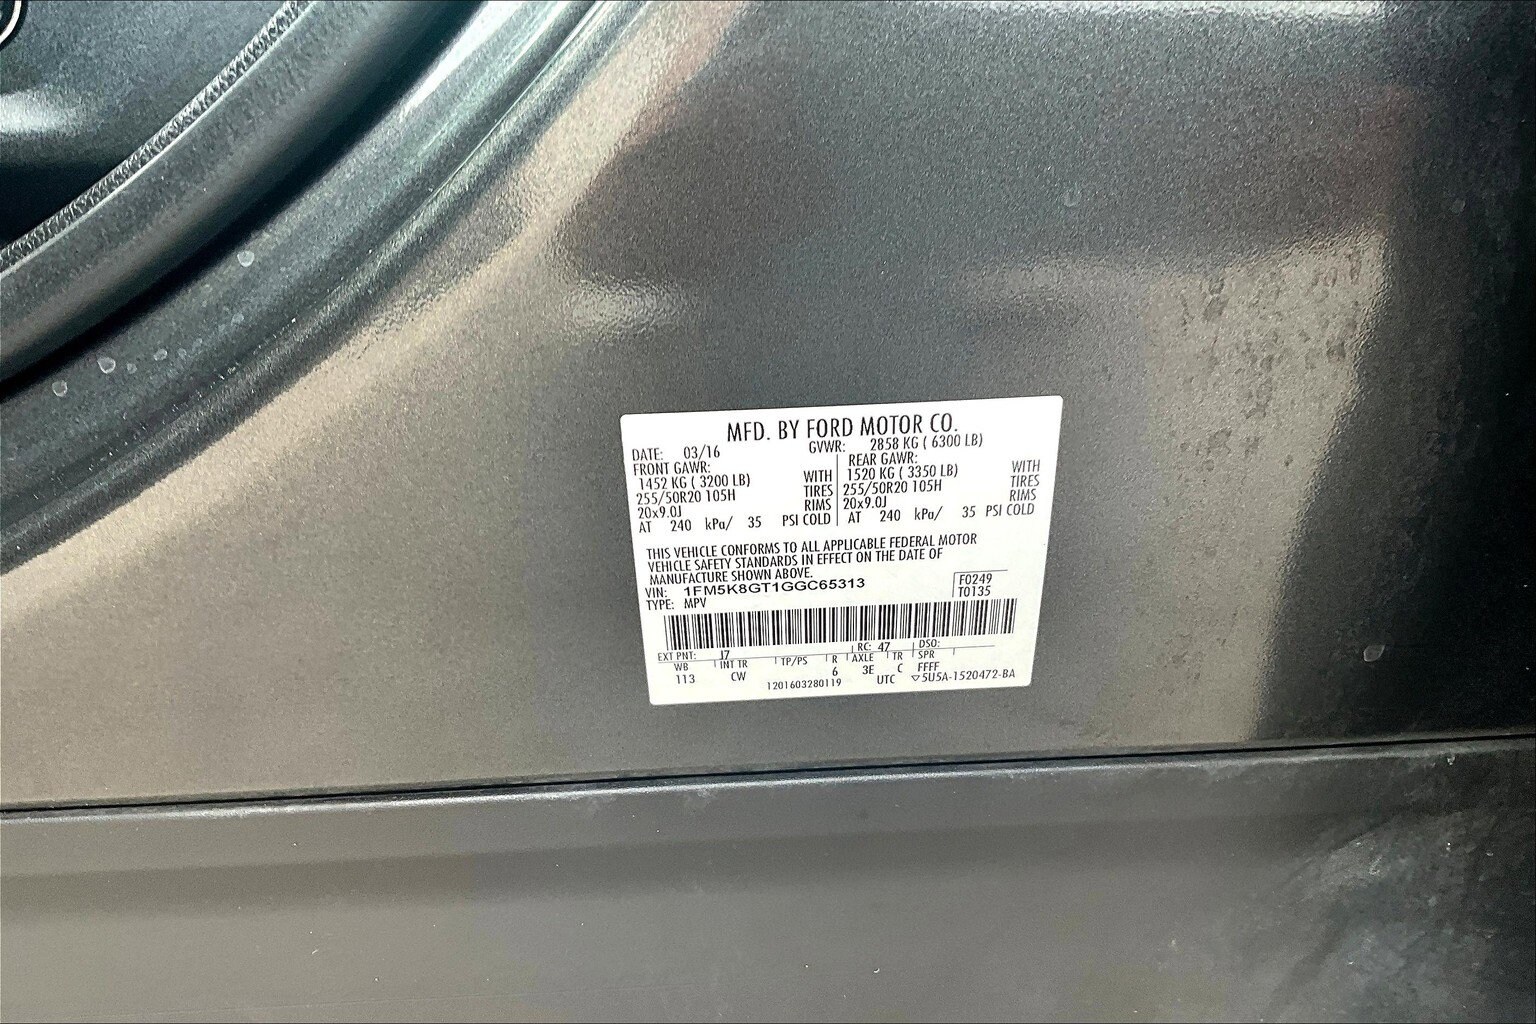 MFD. BY FORD MOTOR CO.
DATE: 03/16 GVWR: 2858 KG ( 6300 LB)
FRONT GAWR: REAR GAWR:
1452 KG ( 3200 LB) WITH 1520 KG ( 3350 LB) WITH
255/50R20 105H TIRES 255/50R20 105H TIRES
20x9.0J RIMS 20x9.0J RIMS
AT 240 kPa/ 35 PSI COLD AT 240 kPa/ 35 PSI COLD
THIS VEHICLE CONFORMS TO ALL APPLICABLE FEDERAL MOTOR
VEHICLE SAFETY STANDARDS IN EFFECT ON THE DATE OF
MANUFACTURE SHOWN ABOVE.
VIN: 1FM5K8GT1GGC65313 F0249
TYPE: MPV T0135
EXT PNT: J7 RC: 47 DSO:
WB INT TR TP/PS R AXLE TR SPR
113 CW 6 3E C FFFF
1201603280119 UTC ▽5U5A-1520472-BA